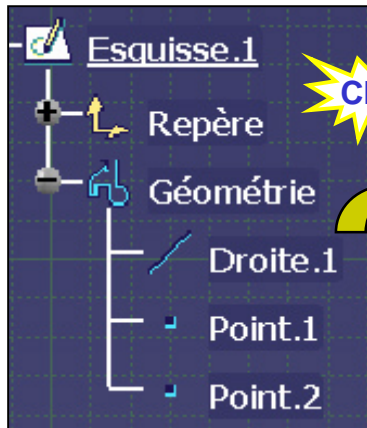 Esquisse.1
Repère
Géométrie
Droite.1
Point.1
Point.2